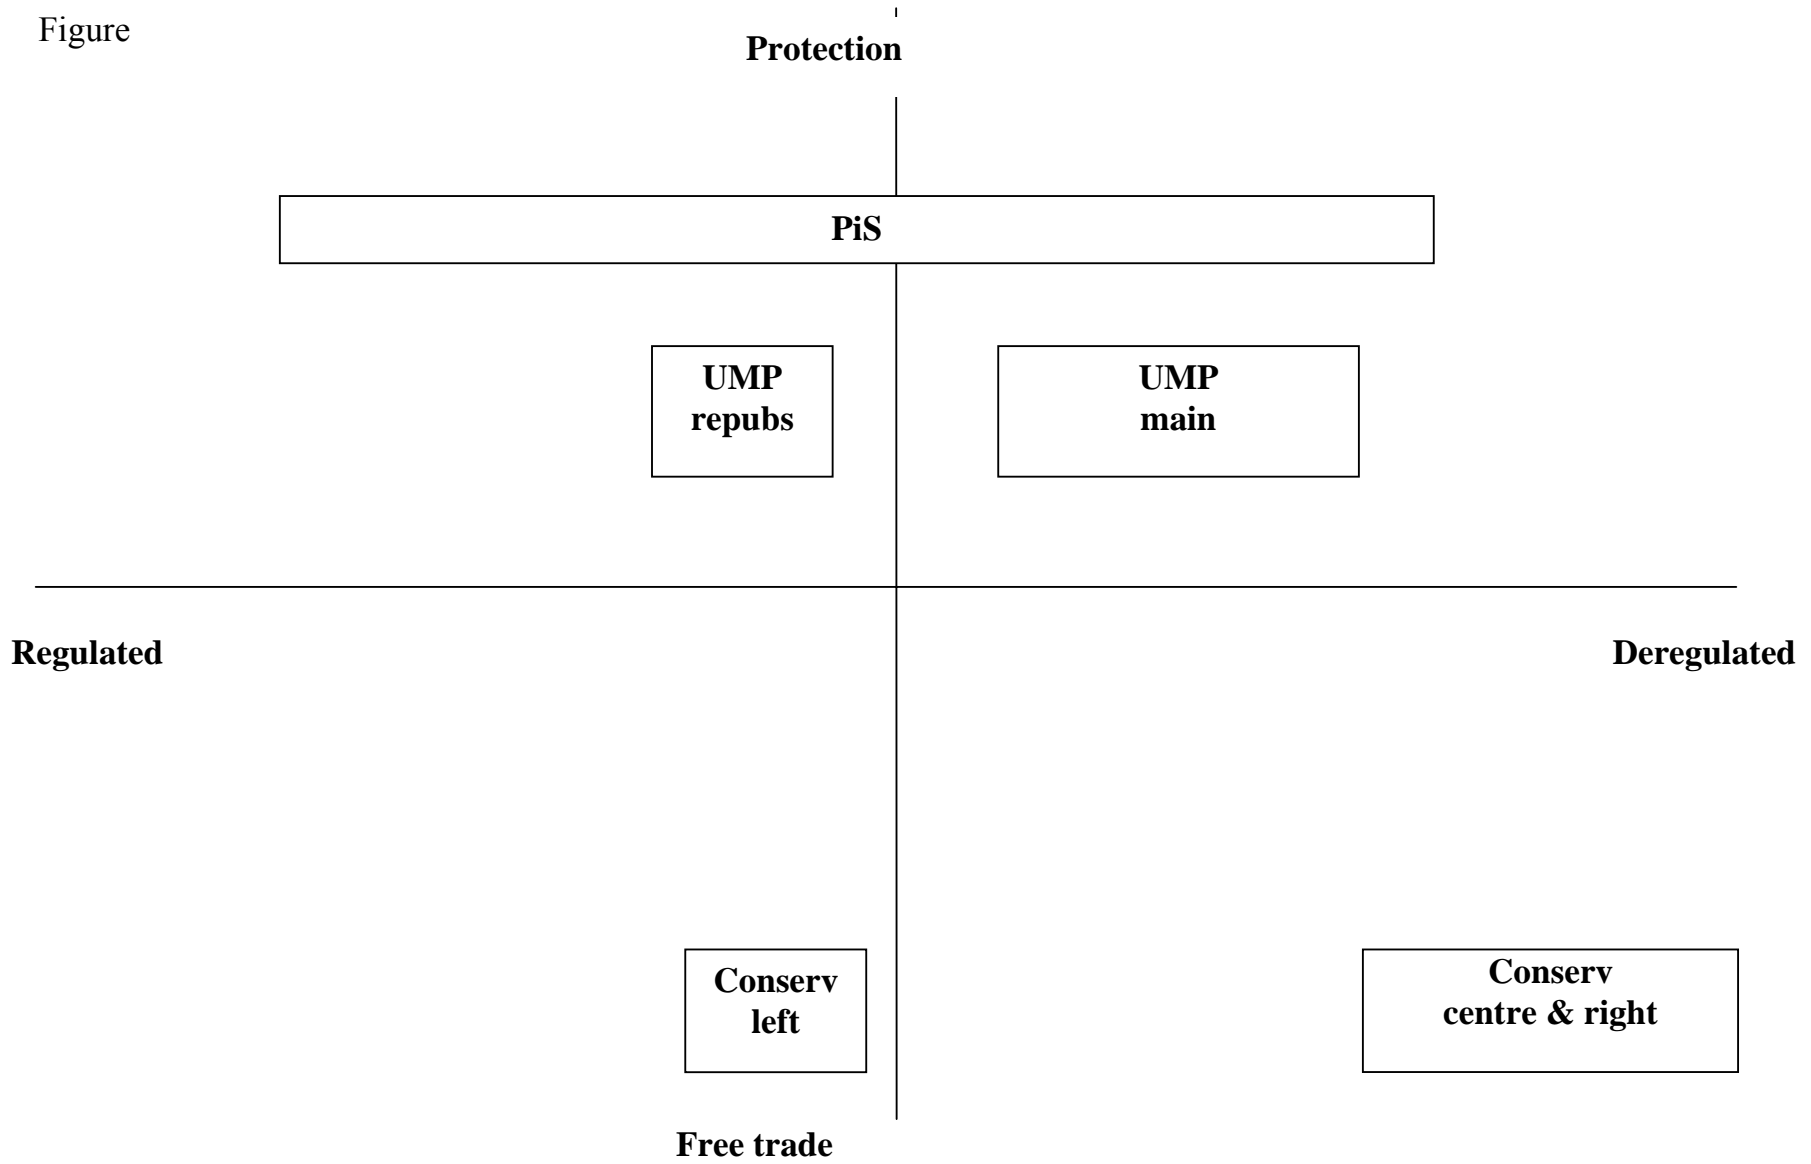 Figure
Protection
PiS
UMP
repubs
UMP
main
Regulated
Deregulated
Conserv
left
Conserv
centre & right
Free trade